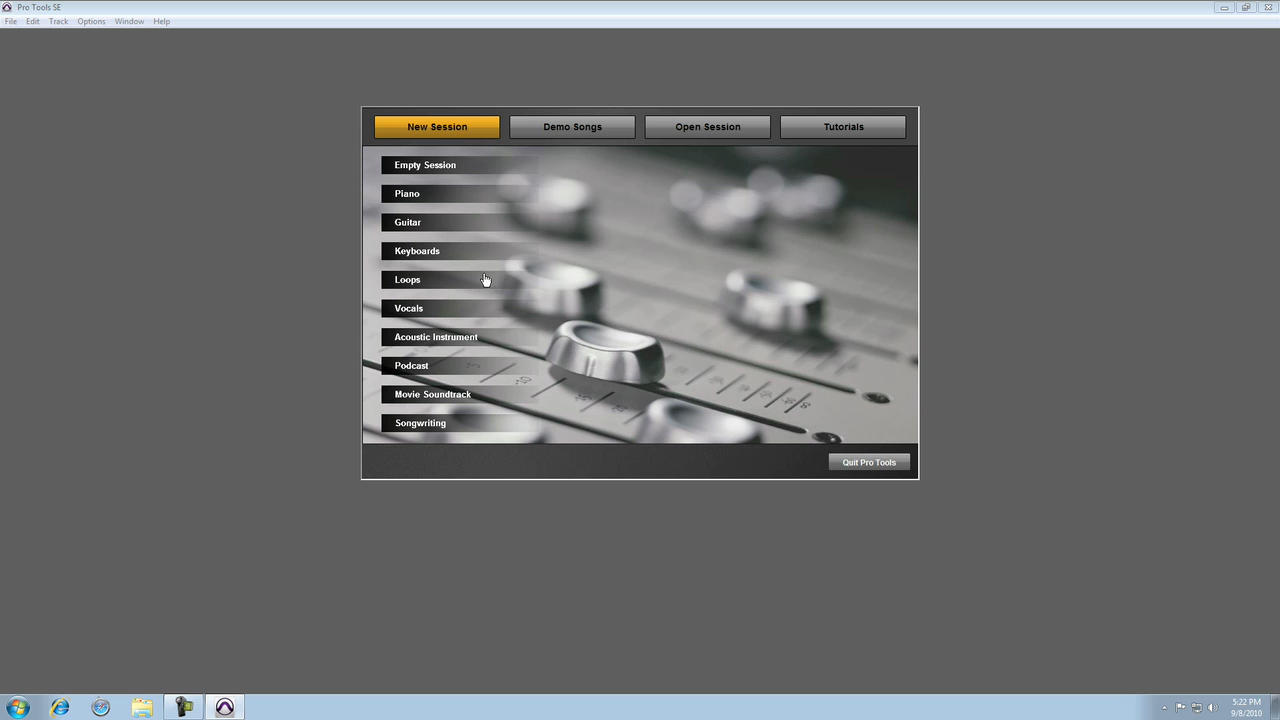 Pro Tools SE
File Edit Track Options Window Help
New Session Demo Songs Open Session Tutorials
Empty Session
Piano
Guitar
Keyboards
Loops
Vocals
Acoustic Instrument
Podcast
Movie Soundtrack
Songwriting
Quit Pro Tools
5:22 PM
9/8/2010